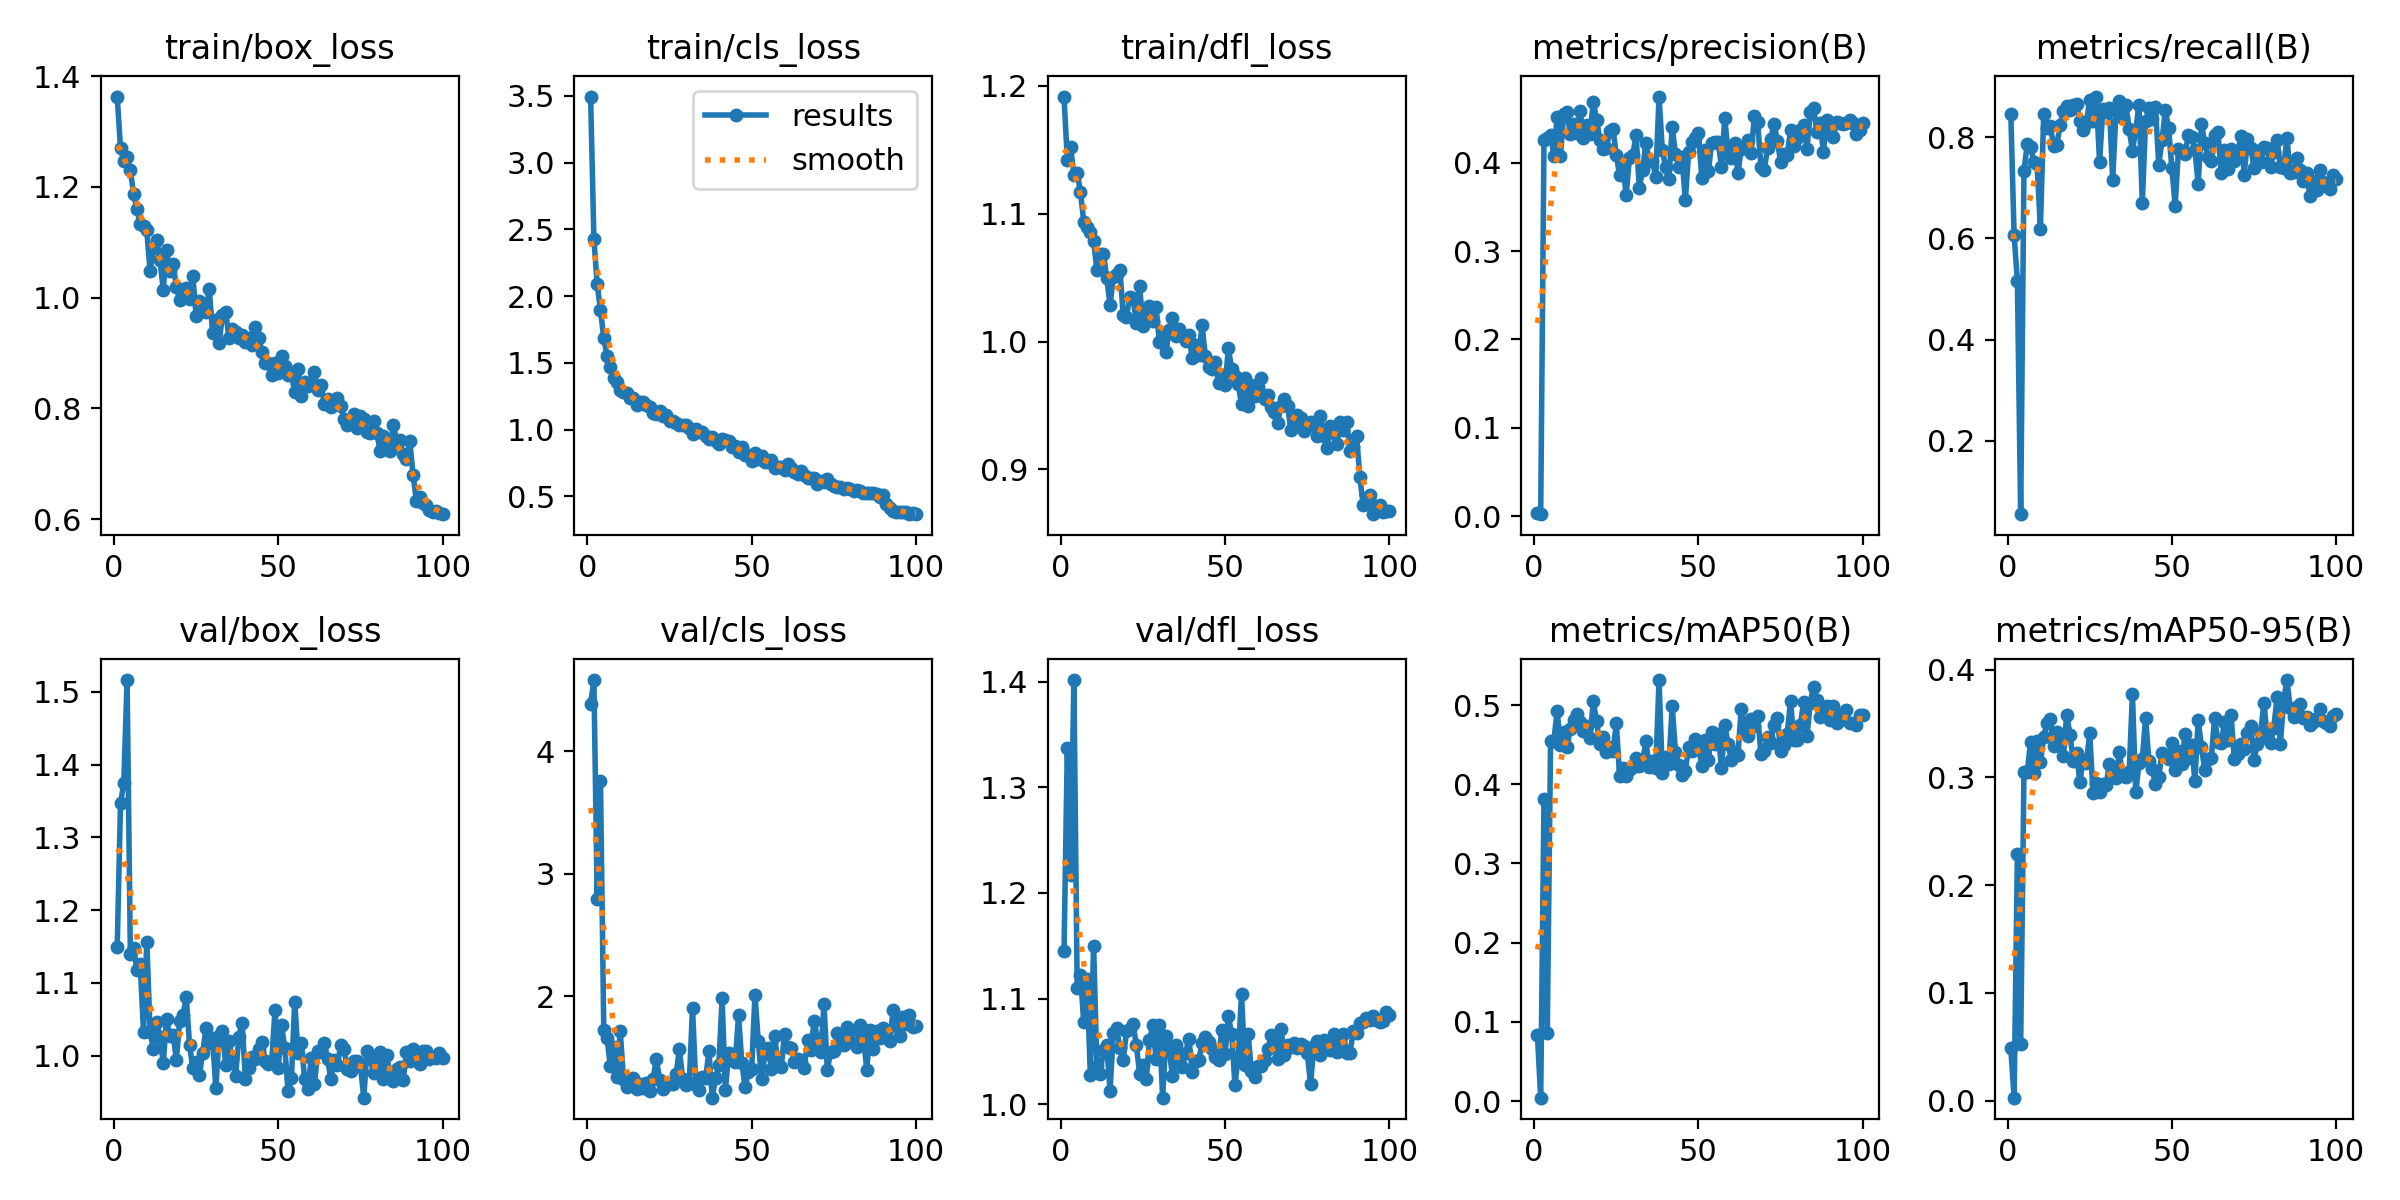 train/box_loss
1.4
1.2
1.0
0.8
0.6
0 50 100
train/cls_loss
results
smooth
3.5
3.0
2.5
2.0
1.5
1.0
0.5
0 50 100
train/dfl_loss
1.2
1.1
1.0
0.9
0 50 100
metrics/precision(B)
0.4
0.3
0.2
0.1
0.0
0 50 100
metrics/recall(B)
0.8
0.6
0.4
0.2
0 50 100
val/box_loss
1.5
1.4
1.3
1.2
1.1
1.0
0 50 100
val/cls_loss
4
3
2
0 50 100
val/dfl_loss
1.4
1.3
1.2
1.1
1.0
0 50 100
metrics/mAP50(B)
0.5
0.4
0.3
0.2
0.1
0.0
0 50 100
metrics/mAP50-95(B)
0.4
0.3
0.2
0.1
0.0
0 50 100